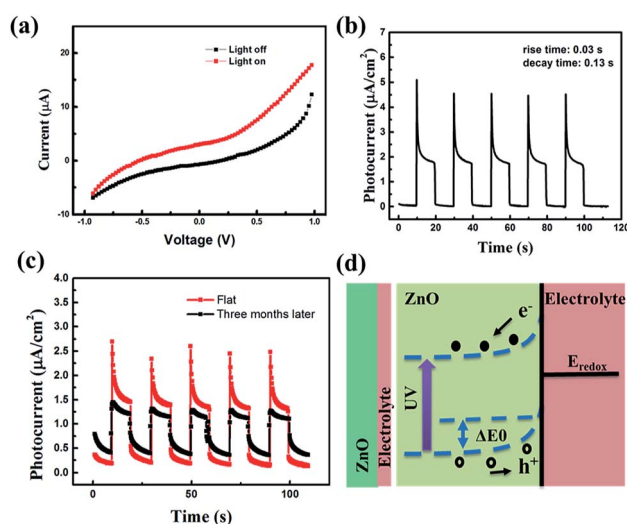 (a)
20
10
0
-10
Current(μA)
Light off
Light on
-1.0
-0.5
0.0
0.5
1.0
Voltage (V)
(b)
7
6
5
4
3
2
1
0
Photocurrent (μA/cm²)
rise time: 0.03 s
decay time: 0.13 s
0
20
40
60
80
100
120
Time (s)
(c)
4.0
3.5
3.0
2.5
2.0
1.5
1.0
0.5
0.0
Photocurrent (μA/cm²)
Flat
Three months later
0
50
100
Time (s)
(d)
ZnO
Electrolyte
ZnO
Electrolyte
e-
UV
ΔE0
h+
Eredox